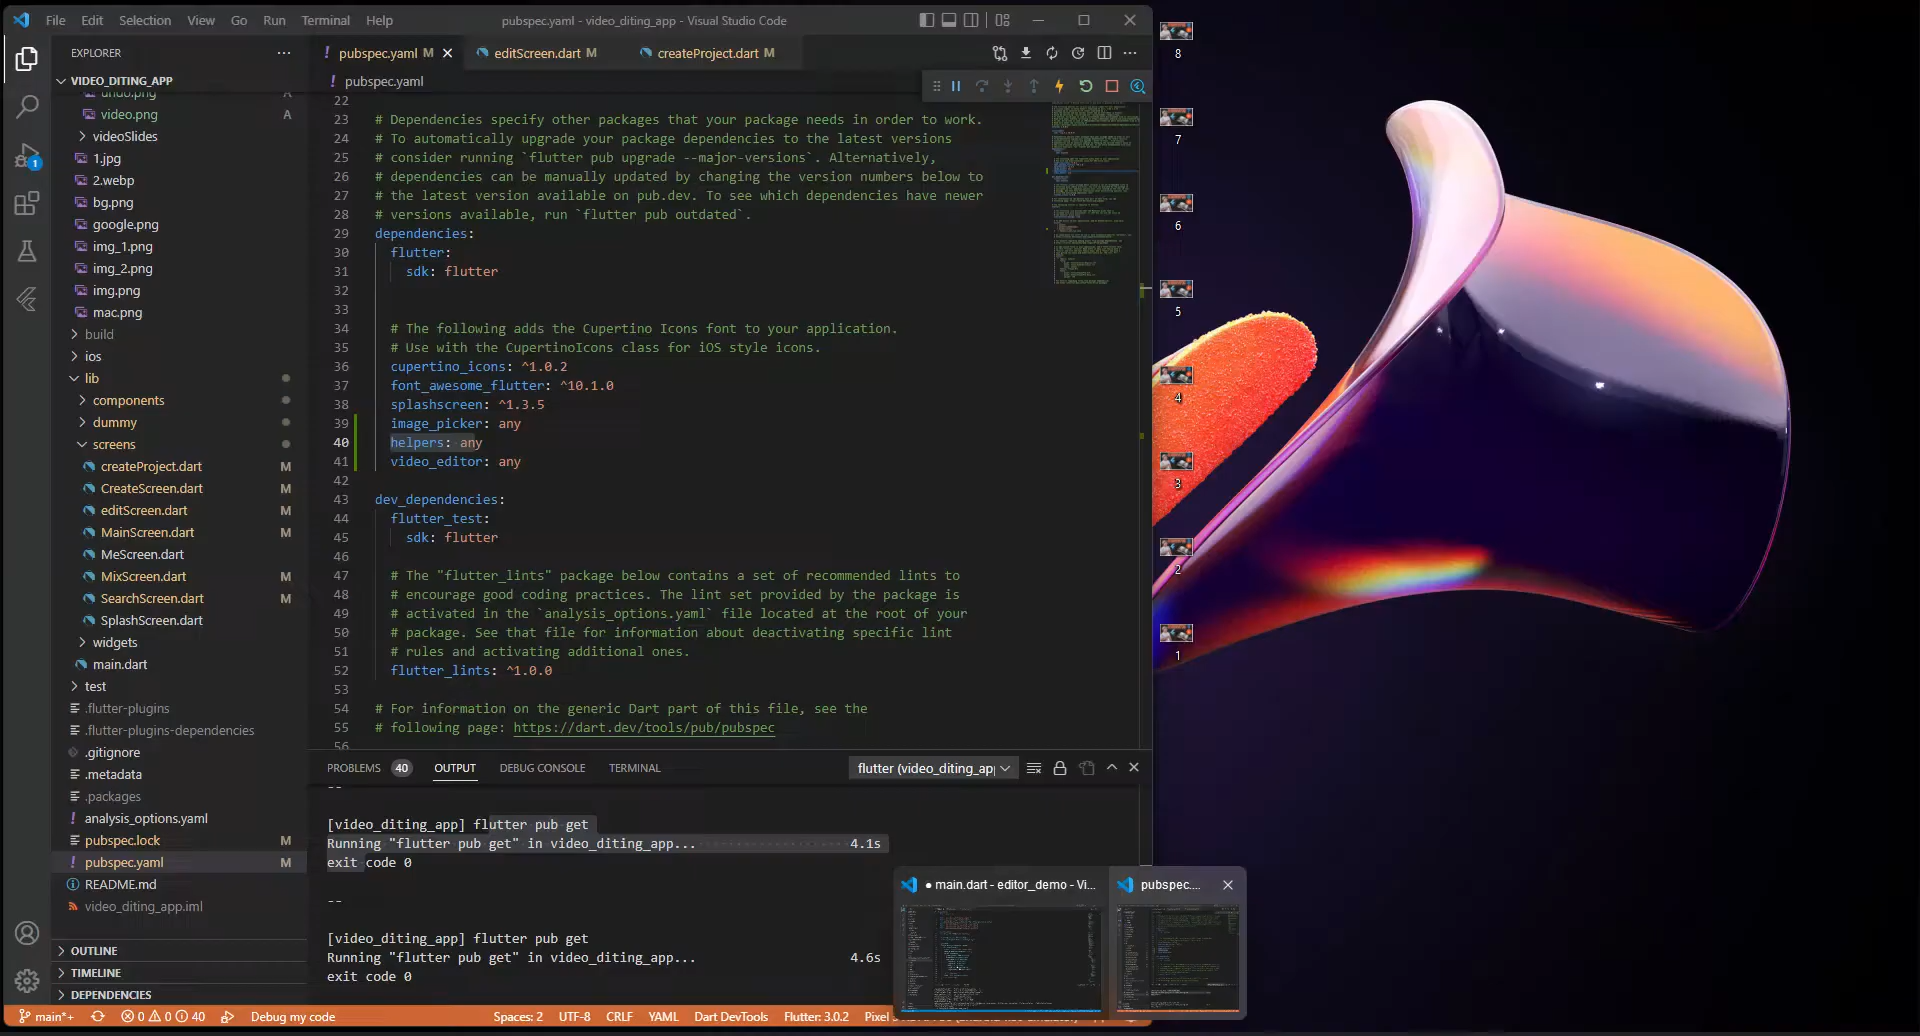 File Edit Selection View Go Run Terminal Help
pubspec.yaml - video_diting_app - Visual Studio Code
EXPLORER
VIDEO_DITING_APP
undo.png A
video.png A
videoSlides
1.jpg
2.webp
bg.png
google.png
img_1.png
img_2.png
img.png
mac.png
build
ios
lib
components
dummy
screens
createProject.dart M
CreateScreen.dart M
editScreen.dart M
MainScreen.dart M
MeScreen.dart
MixScreen.dart M
SearchScreen.dart M
SplashScreen.dart
widgets
main.dart
test
.flutter-plugins
.flutter-plugins-dependencies
.gitignore
.metadata
.packages
analysis_options.yaml
pubspec.lock M
pubspec.yaml M
README.md
video_diting_app.iml
OUTLINE
TIMELINE
DEPENDENCIES
1
pubspec.yaml M
editScreen.dart M
createProject.dart M
pubspec.yaml
22
23 # Dependencies specify other packages that your package needs in order to work.
24 # To automatically upgrade your package dependencies to the latest versions
25 # consider running `flutter pub upgrade --major-versions`. Alternatively,
26 # dependencies can be manually updated by changing the version numbers below to
27 # the latest version available on pub.dev. To see which dependencies have newer
28 # versions available, run `flutter pub outdated`.
29 dependencies:
30 flutter:
31 sdk: flutter
32
33
34 # The following adds the Cupertino Icons font to your application.
35 # Use with the CupertinoIcons class for iOS style icons.
36 cupertino_icons: ^1.0.2
37 font_awesome_flutter: ^10.1.0
38 splashscreen: ^1.3.5
39 image_picker: any
40 helpers: any
41 video_editor: any
42
43 dev_dependencies:
44 flutter_test:
45 sdk: flutter
46
47 # The "flutter_lints" package below contains a set of recommended lints to
48 # encourage good coding practices. The lint set provided by the package is
49 # activated in the `analysis_options.yaml` file located at the root of your
50 # package. See that file for information about deactivating specific lint
51 # rules and activating additional ones.
52 flutter_lints: ^1.0.0
53
54 # For information on the generic Dart part of this file, see the
55 # following page: https://dart.dev/tools/pub/pubspec
56
PROBLEMS 40 OUTPUT DEBUG CONSOLE TERMINAL
flutter (video_diting_ap
--
[video_diting_app] flutter pub get
Running "flutter pub get" in video_diting_app... 4.1s
exit code 0
--
[video_diting_app] flutter pub get
Running "flutter pub get" in video_diting_app... 4.6s
exit code 0
main.dart - editor_demo - Vi...
pubspec....
main*+ 0 0 40 Debug my code
Spaces: 2 UTF-8 CRLF YAML Dart DevTools Flutter: 3.0.2 Pixel
8
7
6
5
4
3
2
1